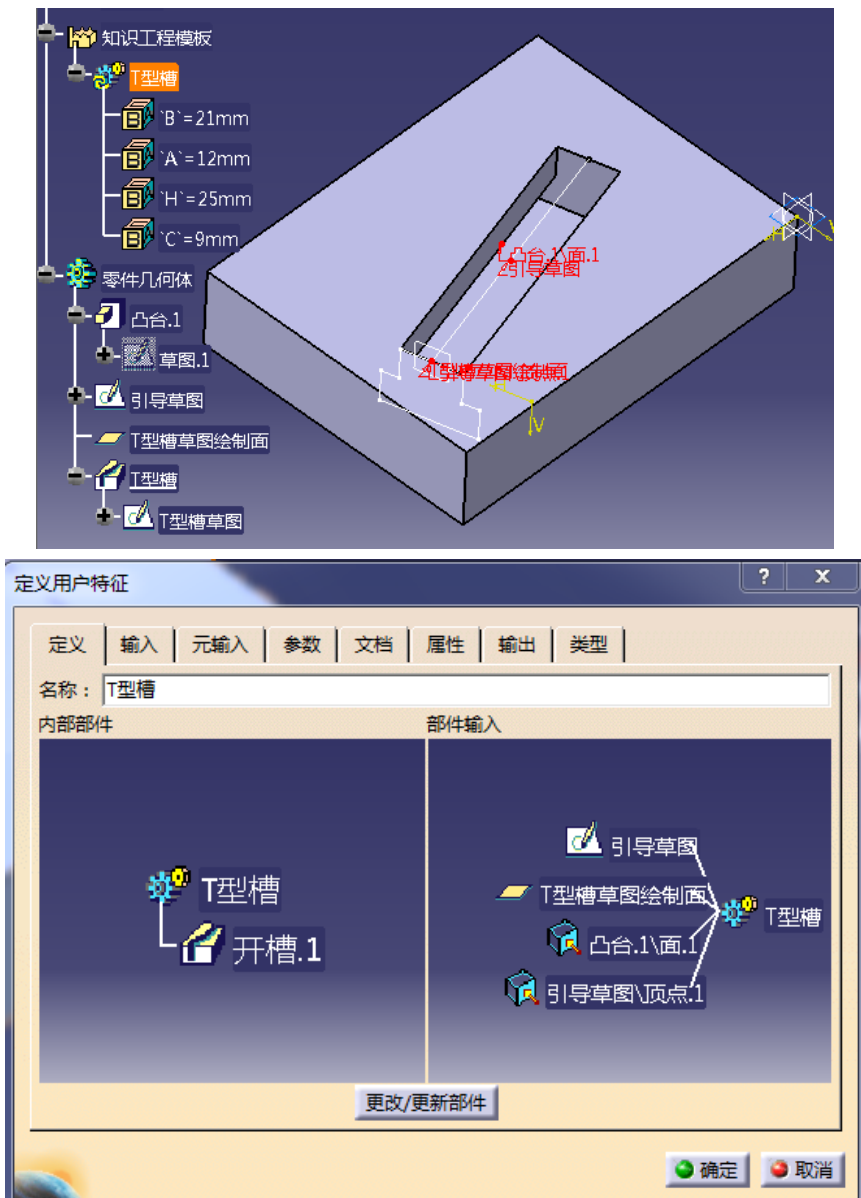 知识工程模板
T型槽
`B`=21mm
`A`=12mm
`H`=25mm
`C`=9mm
零件几何体
凸台.1
草图.1
引导草图
T型槽草图绘制面
T型槽
T型槽草图
凸台.1\面.1
引导草图
V
定义用户特征
? x
定义 输入 元输入 参数 文档 属性 输出 类型
名称： T型槽
内部部件 部件输入
T型槽
开槽.1
引导草图
T型槽草图绘制面
凸台.1\面.1
引导草图\顶点.1
T型槽
更改/更新部件
确定 取消